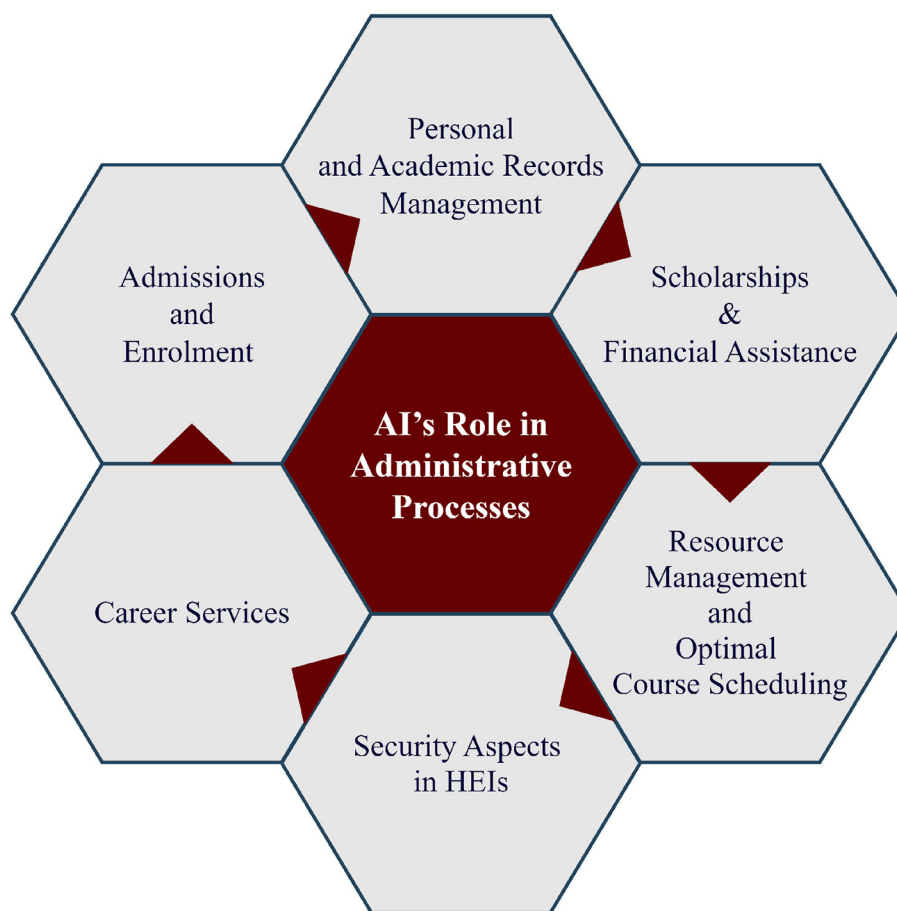 Personal
and Academic Records
Management
Admissions
and
Enrolment
Scholarships
&
Financial Assistance
AI’s Role in
Administrative
Processes
Career Services
Resource
Management
and
Optimal
Course Scheduling
Security Aspects
in HEIs